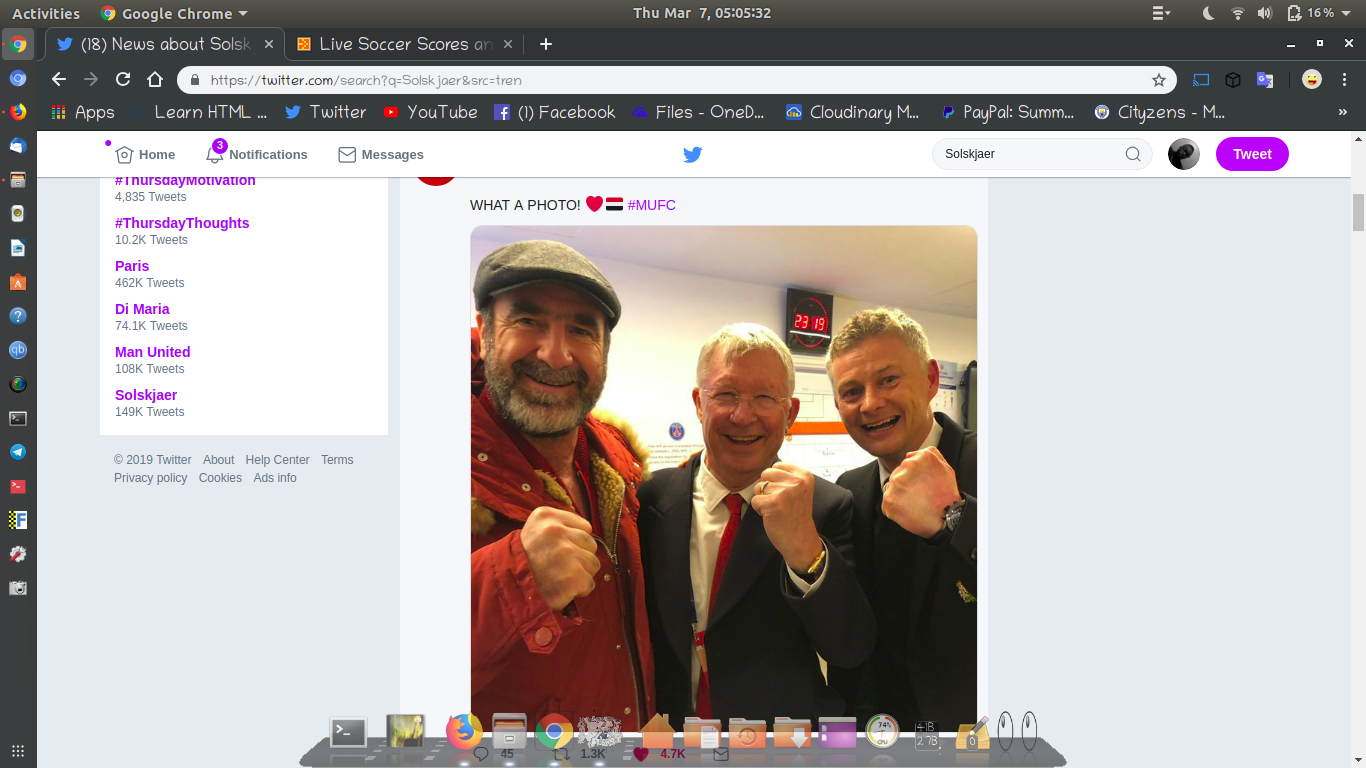 Activities
Google Chrome
Thu Mar 7, 05:05:32
16%
(18) News about Solsk
Live Soccer Scores an
https://twitter.com/search?q=Solskjaer&src=tren
Apps
Learn HTML ...
Twitter
YouTube
(1) Facebook
Files - OneD...
Cloudinary M...
PayPal: Summ...
Cityzens - M...
»
Home
3
Notifications
Messages
Solskjaer
Tweet
#ThursdayMotivation
4,835 Tweets
#ThursdayThoughts
10.2K Tweets
Paris
462K Tweets
Di Maria
74.1K Tweets
Man United
108K Tweets
Solskjaer
149K Tweets
© 2019 Twitter About Help Center Terms
Privacy policy Cookies Ads info
WHAT A PHOTO! #MUFC
23 19
45
1.3K
4.7K
74%
CPU
0